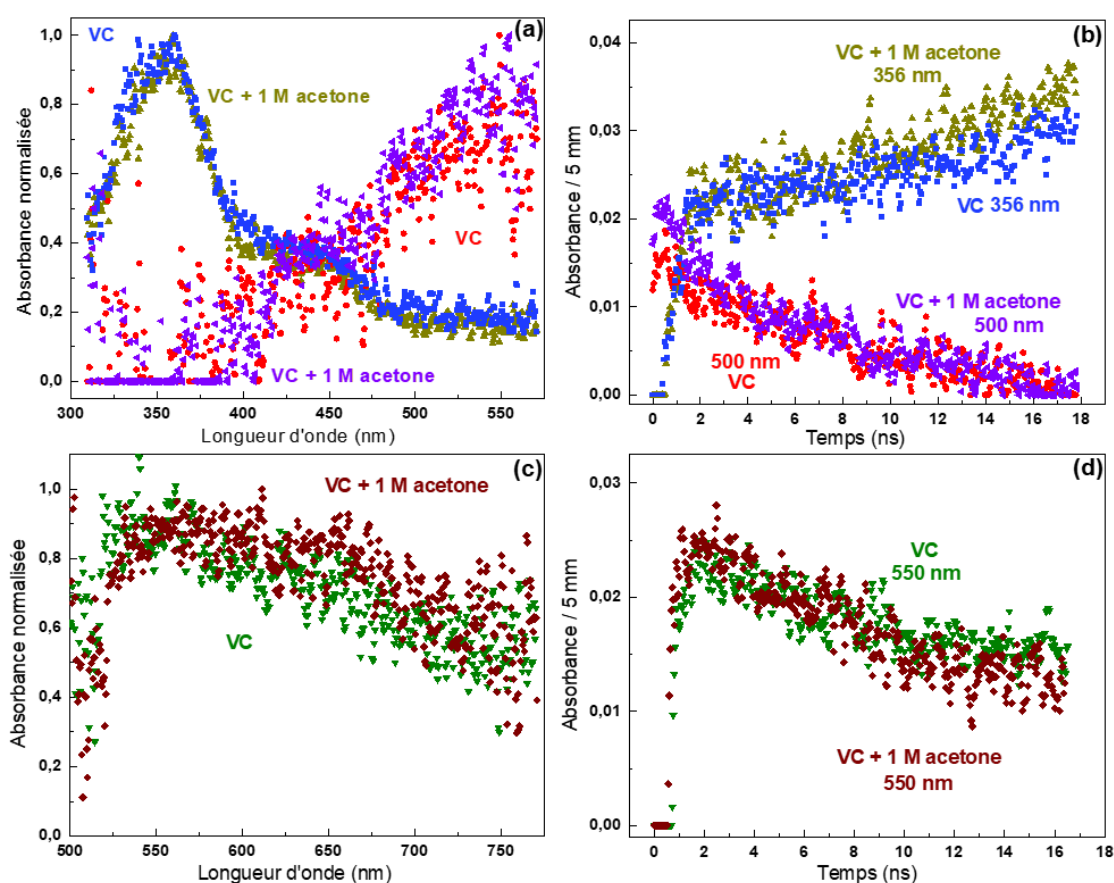 (a)
VC
VC + 1 M acetone
VC
VC + 1 M acetone
Absorbance normalisée
1,0
0,8
0,6
0,4
0,2
0,0
300
350
400
450
500
550
Longueur d'onde (nm)
(b)
VC + 1 M acetone
356 nm
VC 356 nm
VC + 1 M acetone
500 nm
500 nm
VC
Absorbance / 5 mm
0,04
0,03
0,02
0,01
0,00
0
2
4
6
8
10
12
14
16
18
Temps (ns)
(c)
VC + 1 M acetone
VC
Absorbance normalisée
1,0
0,8
0,6
0,4
0,2
0,0
500
550
600
650
700
750
Longueur d'onde (nm)
(d)
VC
550 nm
VC + 1 M acetone
550 nm
Absorbance / 5 mm
0,03
0,02
0,01
0,00
0
2
4
6
8
10
12
14
16
18
Temps (ns)